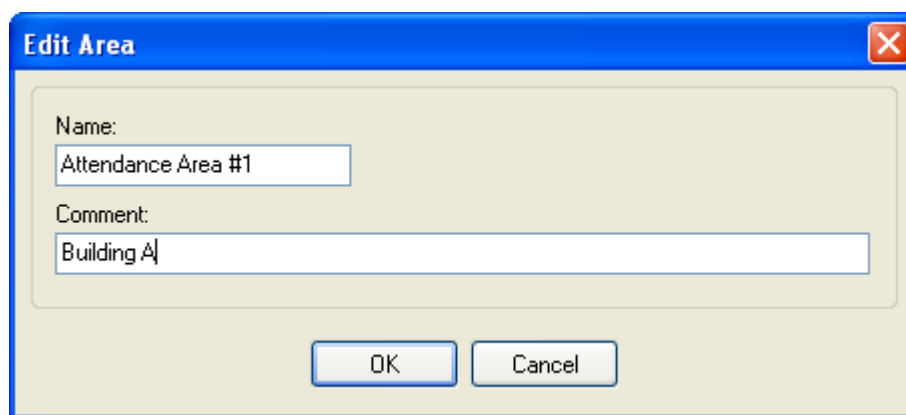 Edit Area
Name:
Attendance Area #1
Comment:
Building A
OK Cancel